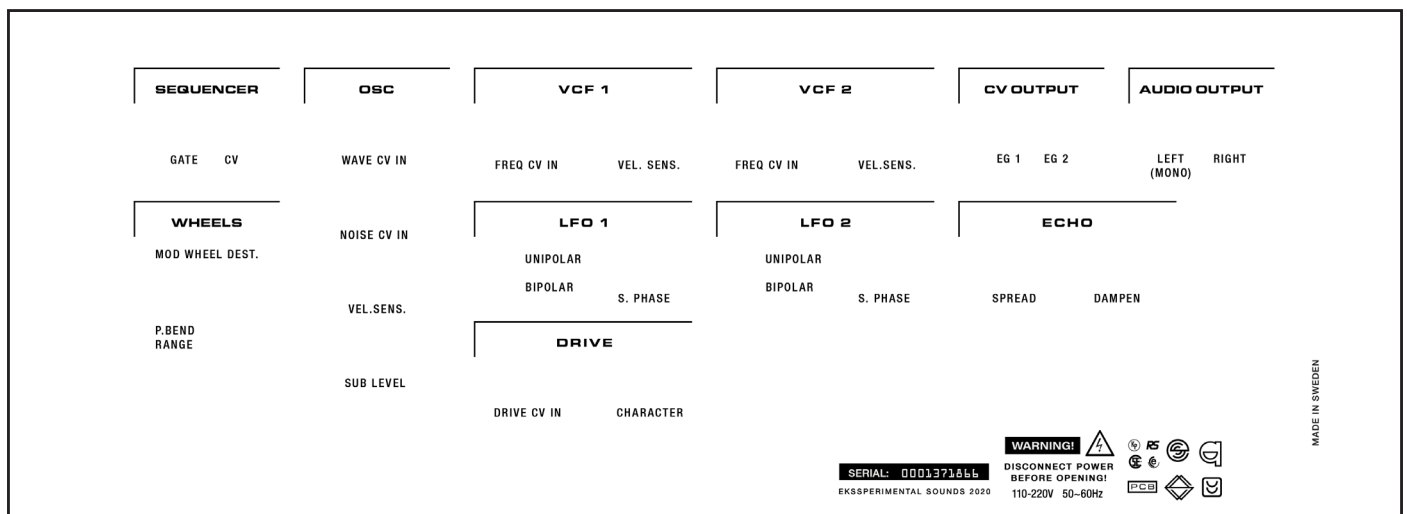 SEQUENCER
GATE CV
WHEELS
MOD WHEEL DEST.
P.BEND
RANGE
OSC
WAVE CV IN
NOISE CV IN
VEL.SENS.
SUB LEVEL
VCF 1
FREQ CV IN VEL. SENS.
LFO 1
UNIPOLAR
BIPOLAR
S. PHASE
DRIVE
DRIVE CV IN CHARACTER
VCF 2
FREQ CV IN VEL.SENS.
LFO 2
UNIPOLAR
BIPOLAR
S. PHASE
CV OUTPUT
EG 1 EG 2
AUDIO OUTPUT
LEFT RIGHT
(MONO)
ECHO
SPREAD DAMPEN
MADE IN SWEDEN
SERIAL: 0001371866
EKSSPERIMENTAL SOUNDS 2020
WARNING!
DISCONNECT POWER
BEFORE OPENING!
110-220V 50~60Hz
RS
PCB